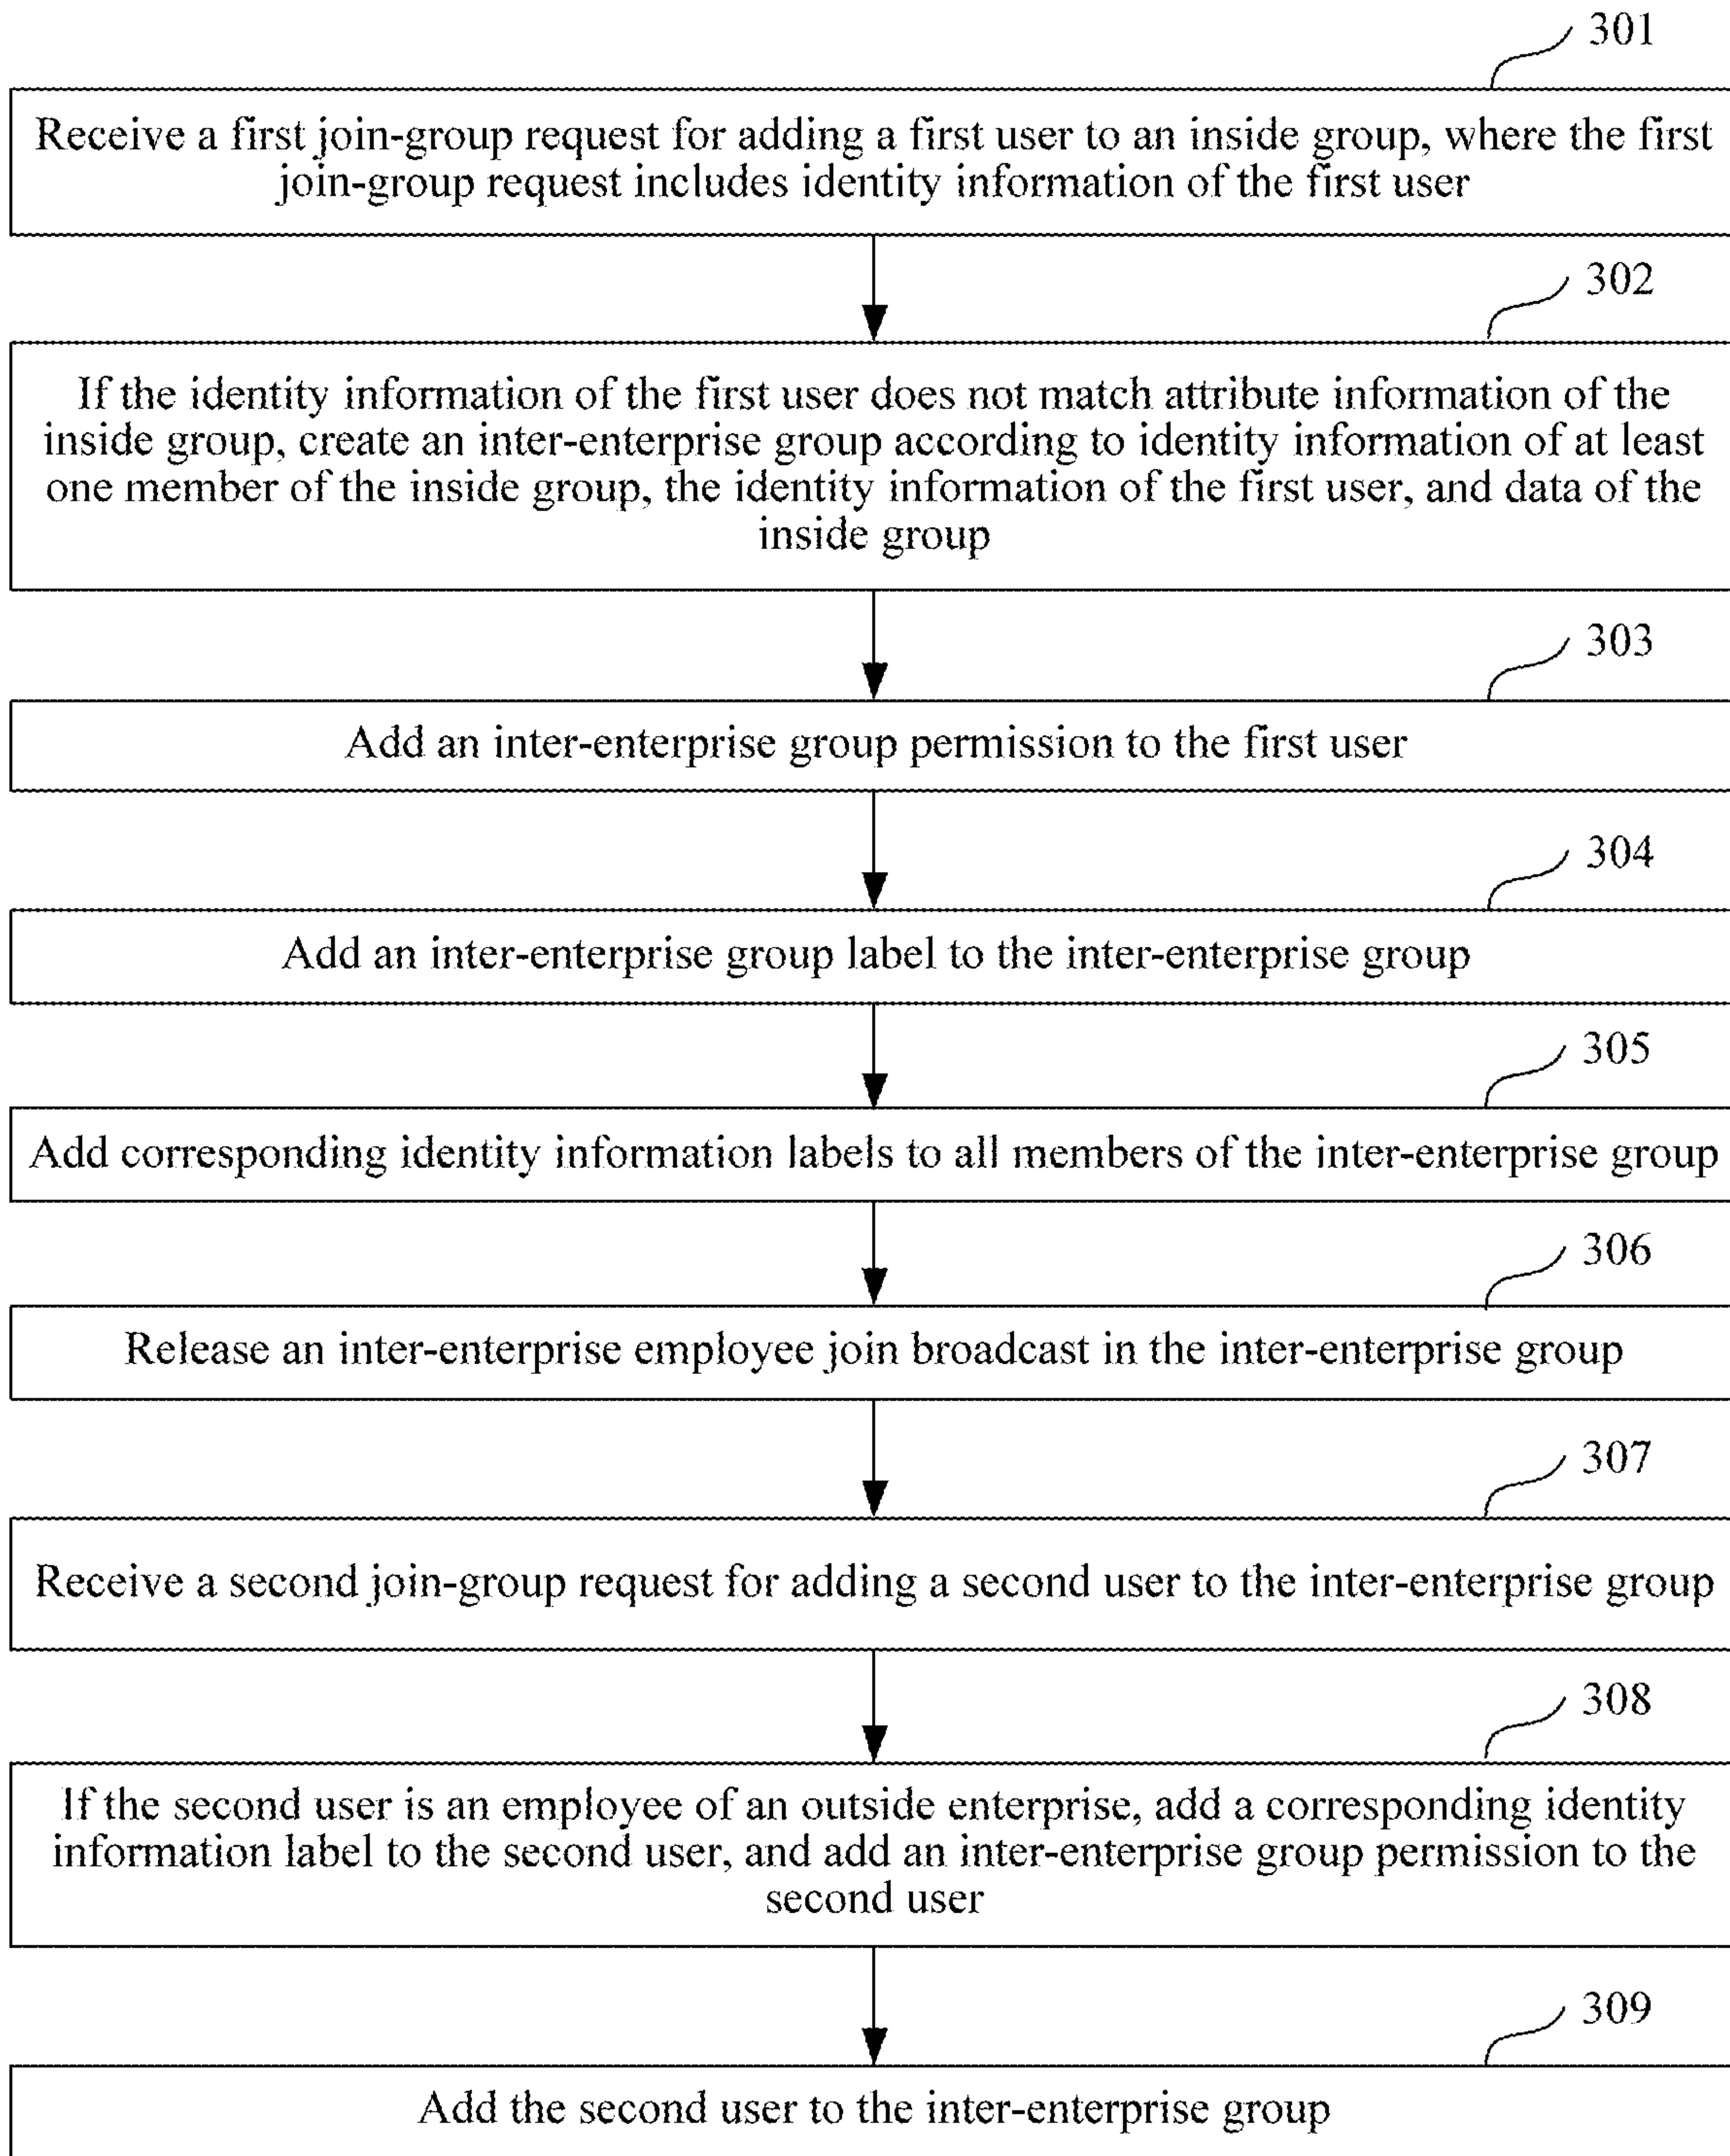 301
Receive a first join-group request for adding a first user to an inside group, where the first
join-group request includes identity information of the first user
302
If the identity information of the first user does not match attribute information of the
inside group, create an inter-enterprise group according to identity information of at least
one member of the inside group, the identity information of the first user, and data of the
inside group
303
Add an inter-enterprise group permission to the first user
304
Add an inter-enterprise group label to the inter-enterprise group
305
Add corresponding identity information labels to all members of the inter-enterprise group
306
Release an inter-enterprise employee join broadcast in the inter-enterprise group
307
Receive a second join-group request for adding a second user to the inter-enterprise group
308
If the second user is an employee of an outside enterprise, add a corresponding identity
information label to the second user, and add an inter-enterprise group permission to the
second user
309
Add the second user to the inter-enterprise group